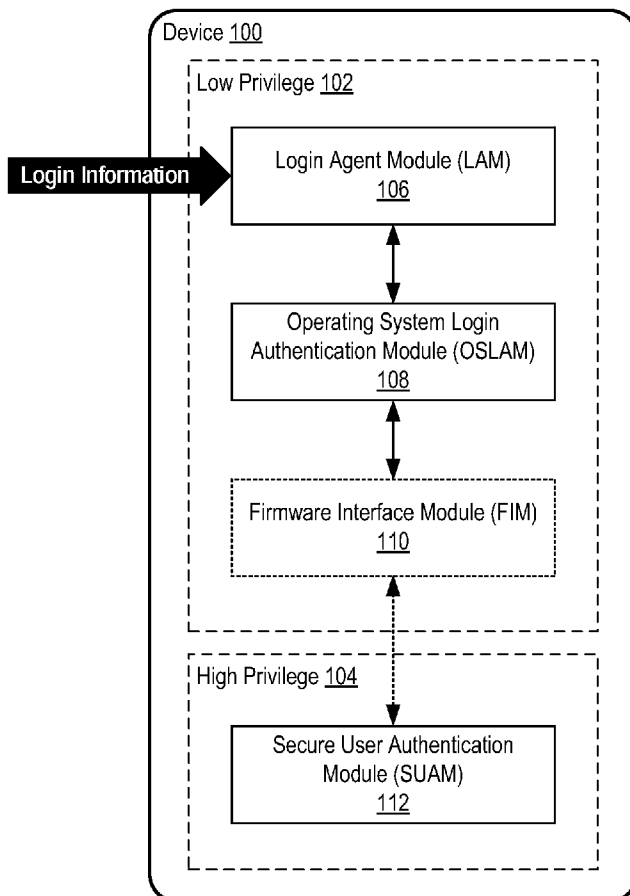 Device 100
Low Privilege 102
Login Information
Login Agent Module (LAM)
106
Operating System Login
Authentication Module (OSLAM)
108
Firmware Interface Module (FIM)
110
High Privilege 104
Secure User Authentication
Module (SUAM)
112